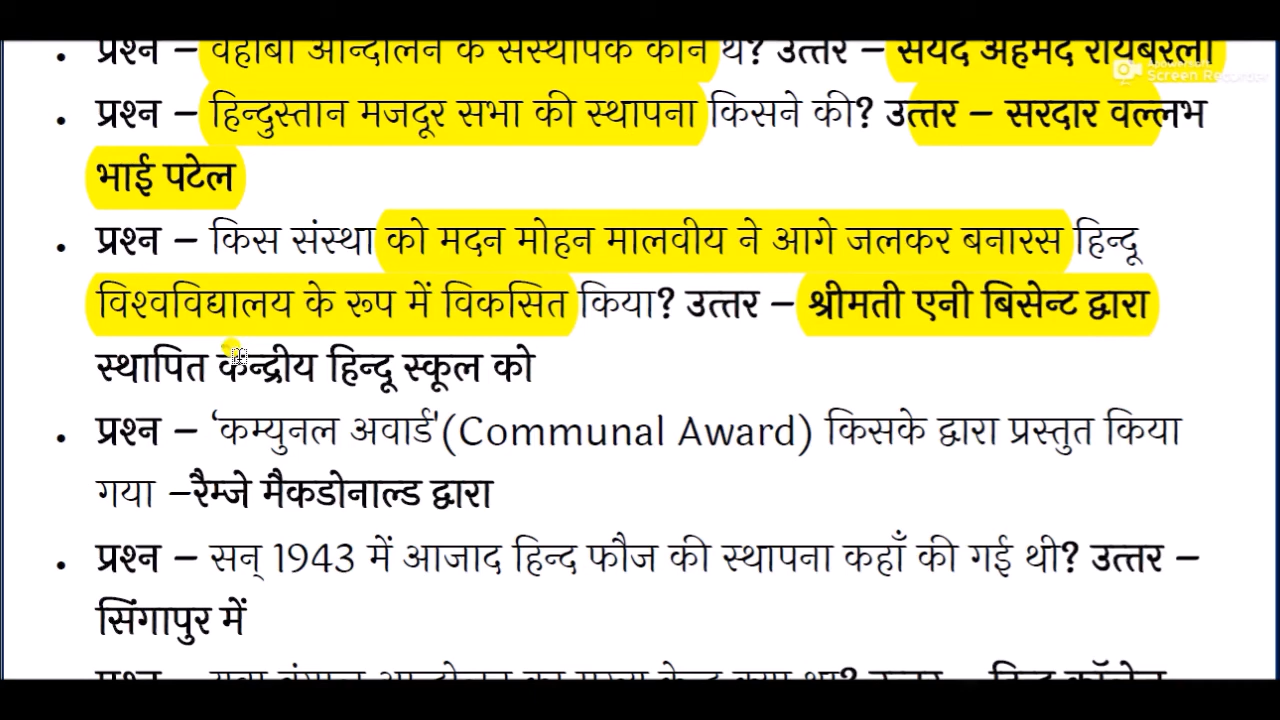 • प्रश्न – वहाबी आन्दोलन के संस्थापक कौन थे? उत्तर – सैयद अहमद रायबरेली
• प्रश्न – हिन्दुस्तान मजदूर सभा की स्थापना किसने की? उत्तर – सरदार वल्लभ
भाई पटेल
• प्रश्न – किस संस्था को मदन मोहन मालवीय ने आगे जलकर बनारस हिन्दू
विश्वविद्यालय के रूप में विकसित किया? उत्तर – श्रीमती एनी बिसेन्ट द्वारा
स्थापित केन्द्रीय हिन्दू स्कूल को
• प्रश्न – ‘कम्युनल अवार्ड'(Communal Award) किसके द्वारा प्रस्तुत किया
गया –रैम्जे मैकडोनाल्ड द्वारा
• प्रश्न – सन् 1943 में आजाद हिन्द फौज की स्थापना कहाँ की गई थी? उत्तर –
सिंगापुर में
Screen Recorder